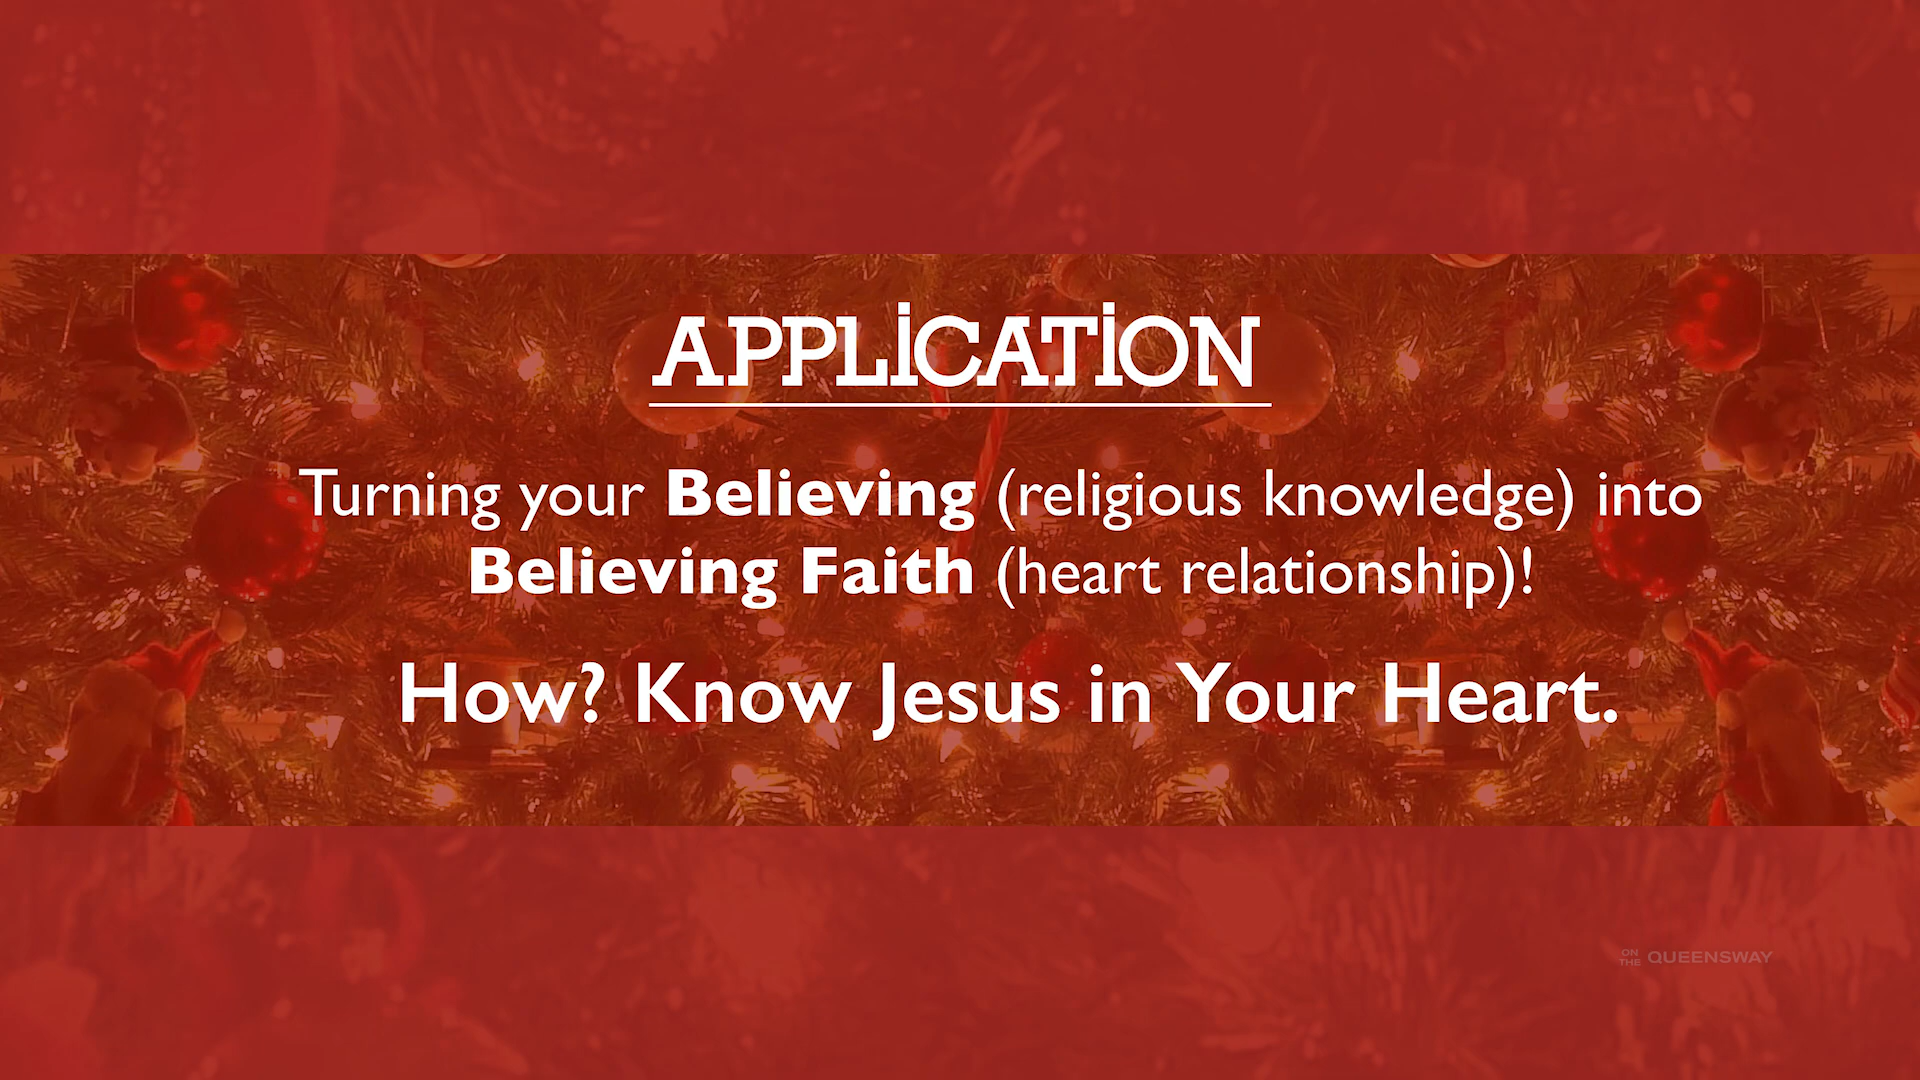 APPLiCATiON
Turning your Believing (religious knowledge) into
Believing Faith (heart relationship)!
How? Know Jesus in Your Heart.
ON THE QUEENSWAY